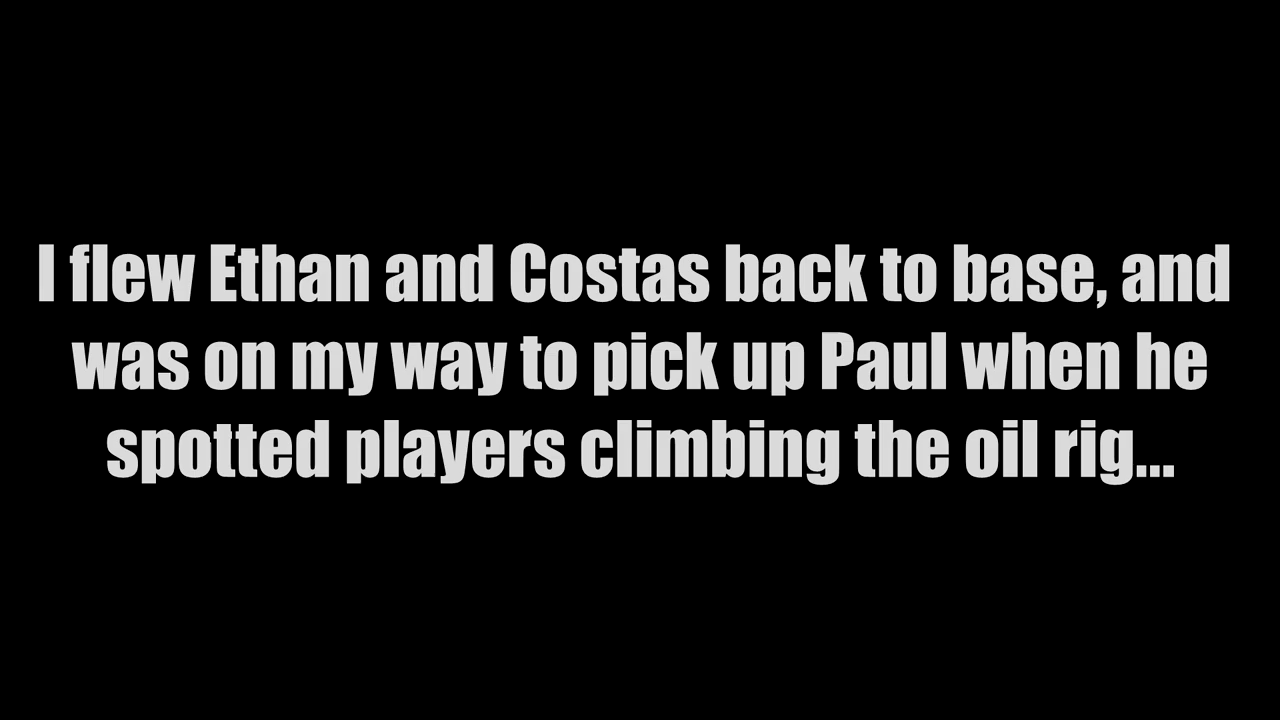 I flew Ethan and Costas back to base, and
was on my way to pick up Paul when he
spotted players climbing the oil rig...